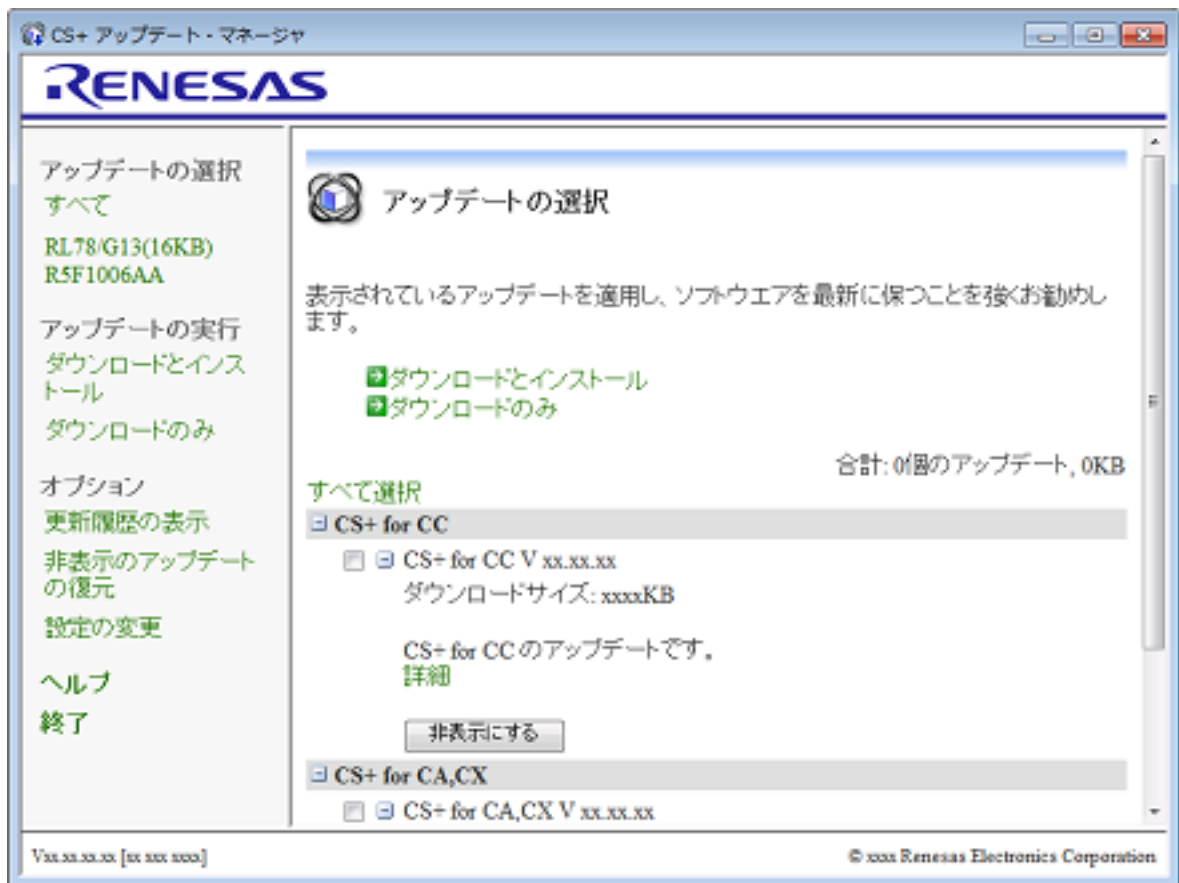 CS+ アップデート・マネージャ
RENESAS
アップデートの選択
すべて
RL78/G13(16KB)
R5F1006AA
アップデートの実行
ダウンロードとインス
トール
ダウンロードのみ
オプション
更新履歴の表示
非表示のアップデート
の復元
設定の変更
ヘルプ
終了
アップデートの選択
表示されているアップデートを適用し、ソフトウエアを最新に保つことを強くお勧めし
ます。
ダウンロードとインストール
ダウンロードのみ
合計: 0個のアップデート, 0KB
すべて選択
CS+ for CC
CS+ for CC V xx.xx.xx
ダウンロードサイズ: xxxxKB
CS+ for CC のアップデートです。
詳細
非表示にする
CS+ for CA,CX
CS+ for CA,CX V xx.xx.xx
Vxx.xx.xx.xx [xx xxx xxxx]
© xxxx Renesas Electronics Corporation